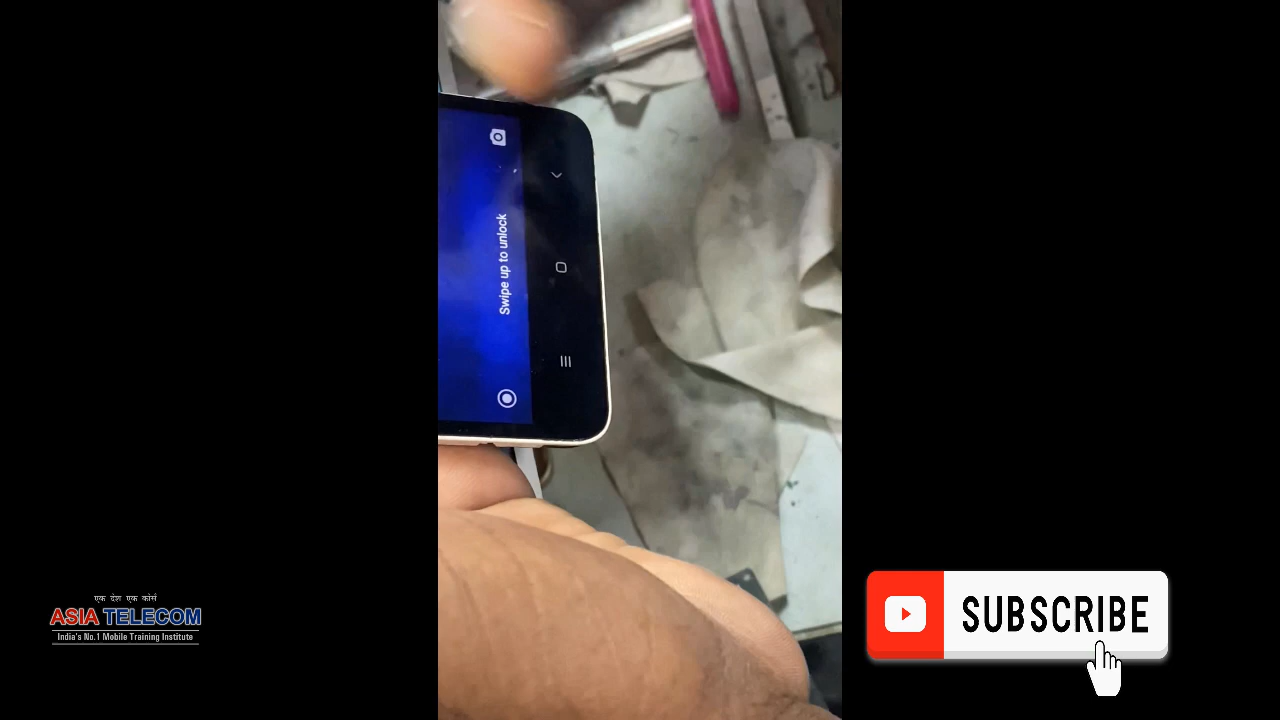 Swipe up to unlock
एक देश एक कोर्स
ASIA TELECOM
India's No.1 Mobile Training Institute
SUBSCRIBE